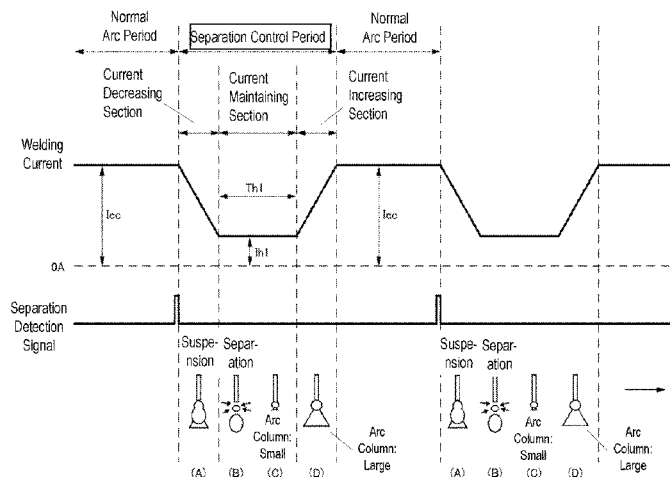 Normal
Arc Period
Separation Control Period
Normal
Arc Period
Current
Decreasing
Section
Current
Maintaining
Section
Current
Increasing
Section
Welding
Current
Th1
Iec
Ih1
Iec
0A
Separation
Detection
Signal
Suspe-
nsion
Separ-
ation
Suspe-
nsion
Separ-
ation
Arc
Column:
Small
Arc
Column:
Large
Arc
Column:
Small
Arc
Column:
Large
(A)
(B)
(C)
(D)
(A)
(B)
(C)
(D)